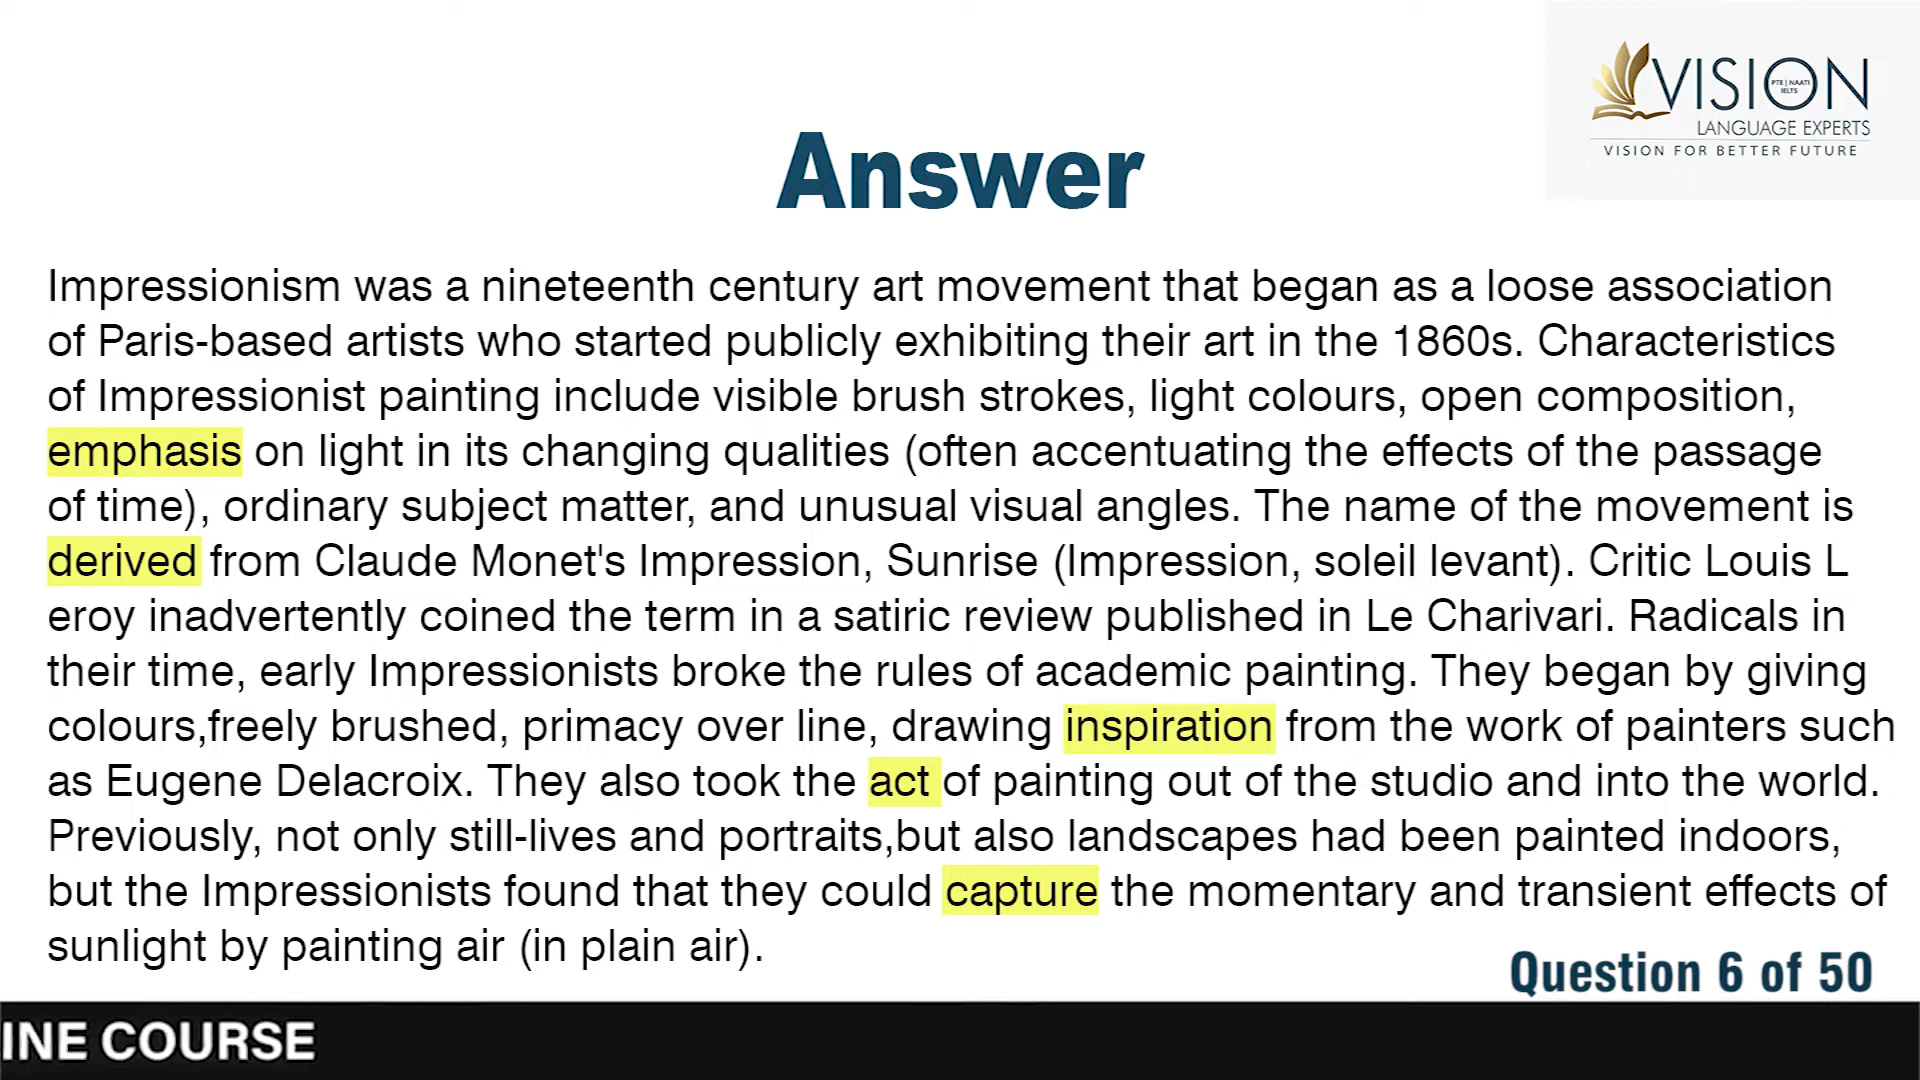 VISION
PTE | NAATI
IELTS
LANGUAGE EXPERTS
VISION FOR BETTER FUTURE
Answer
Impressionism was a nineteenth century art movement that began as a loose association
of Paris-based artists who started publicly exhibiting their art in the 1860s. Characteristics
of Impressionist painting include visible brush strokes, light colours, open composition,
emphasis on light in its changing qualities (often accentuating the effects of the passage
of time), ordinary subject matter, and unusual visual angles. The name of the movement is
derived from Claude Monet's Impression, Sunrise (Impression, soleil levant). Critic Louis L
eroy inadvertently coined the term in a satiric review published in Le Charivari. Radicals in
their time, early Impressionists broke the rules of academic painting. They began by giving
colours,freely brushed, primacy over line, drawing inspiration from the work of painters such
as Eugene Delacroix. They also took the act of painting out of the studio and into the world.
Previously, not only still-lives and portraits,but also landscapes had been painted indoors,
but the Impressionists found that they could capture the momentary and transient effects of
sunlight by painting air (in plain air).
Question 6 of 50
INE COURSE